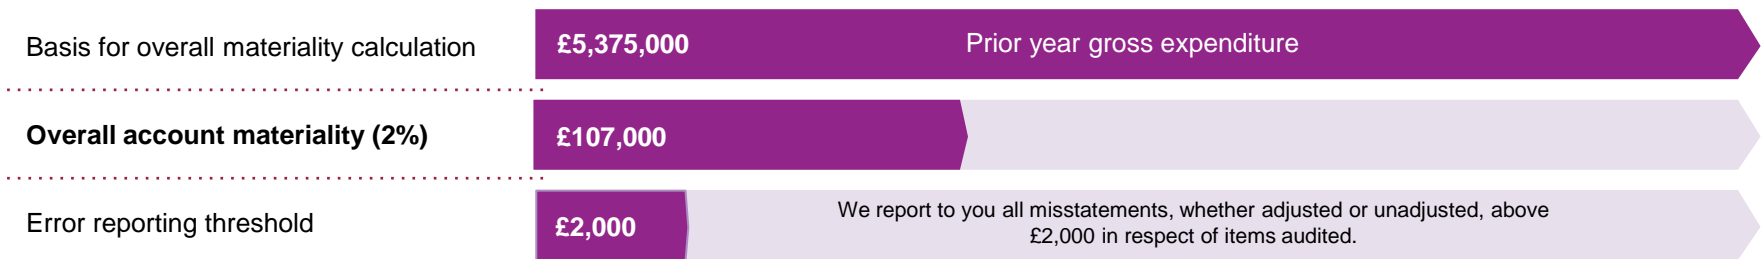 Basis for overall materiality calculation
£5,375,000
Prior year gross expenditure
Overall account materiality (2%)
£107,000
Error reporting threshold
£2,000
We report to you all misstatements, whether adjusted or unadjusted, above
£2,000 in respect of items audited.